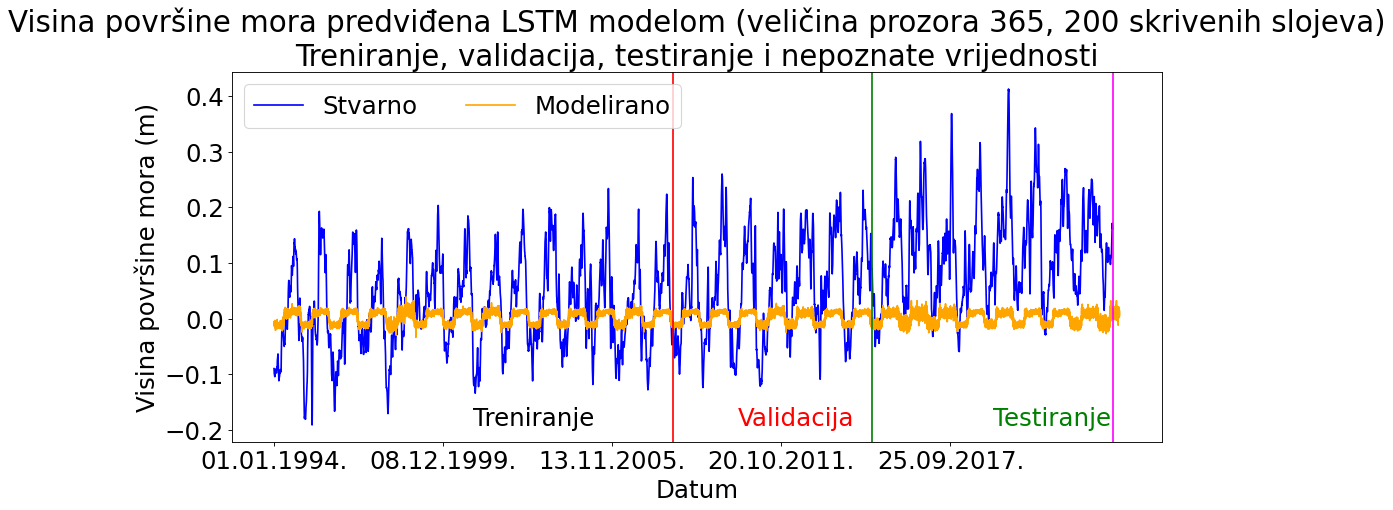 Visina površine mora predviđena LSTM modelom (veličina prozora 365, 200 skrivenih slojeva)
Treniranje, validacija, testiranje i nepoznate vrijednosti
Stvarno
Modelirano
Visina površine mora (m)
0.4
0.3
0.2
0.1
0.0
−0.1
−0.2
Treniranje
Validacija
Testiranje
01.01.1994.
08.12.1999.
13.11.2005.
20.10.2011.
25.09.2017.
Datum